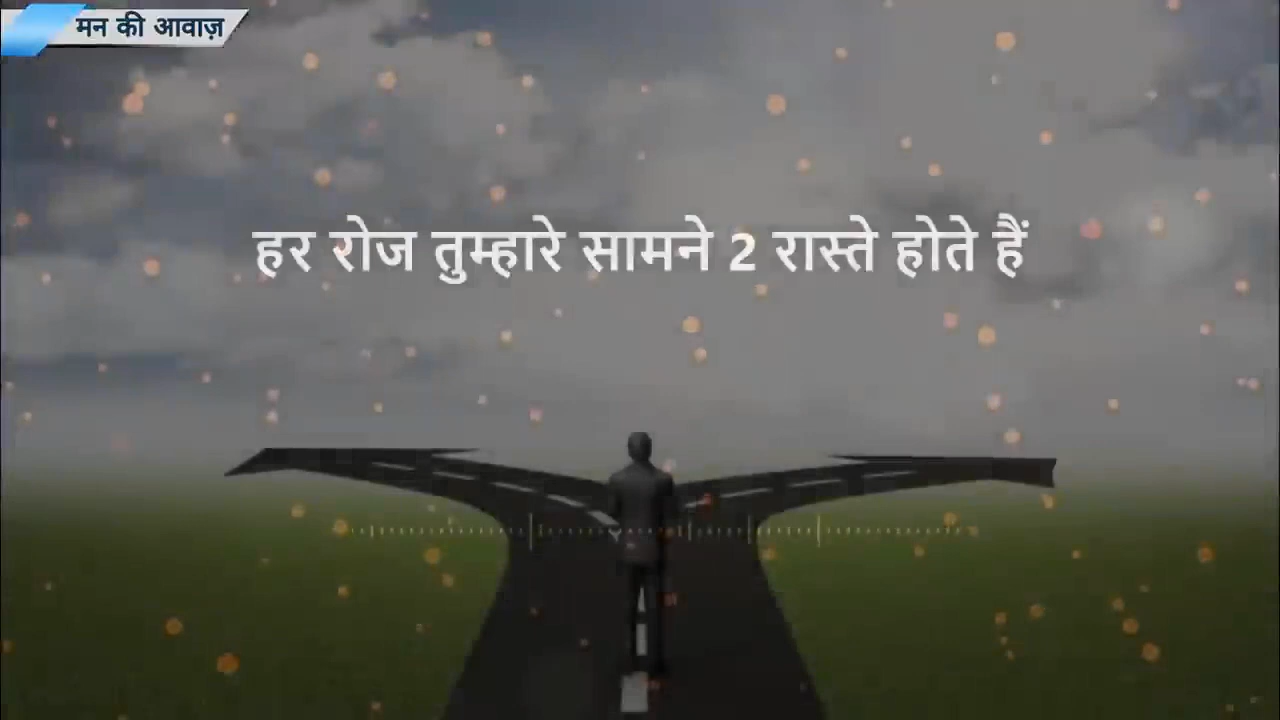 मन की आवाज़
हर रोज तुम्हारे सामने 2 रास्ते होते हैं